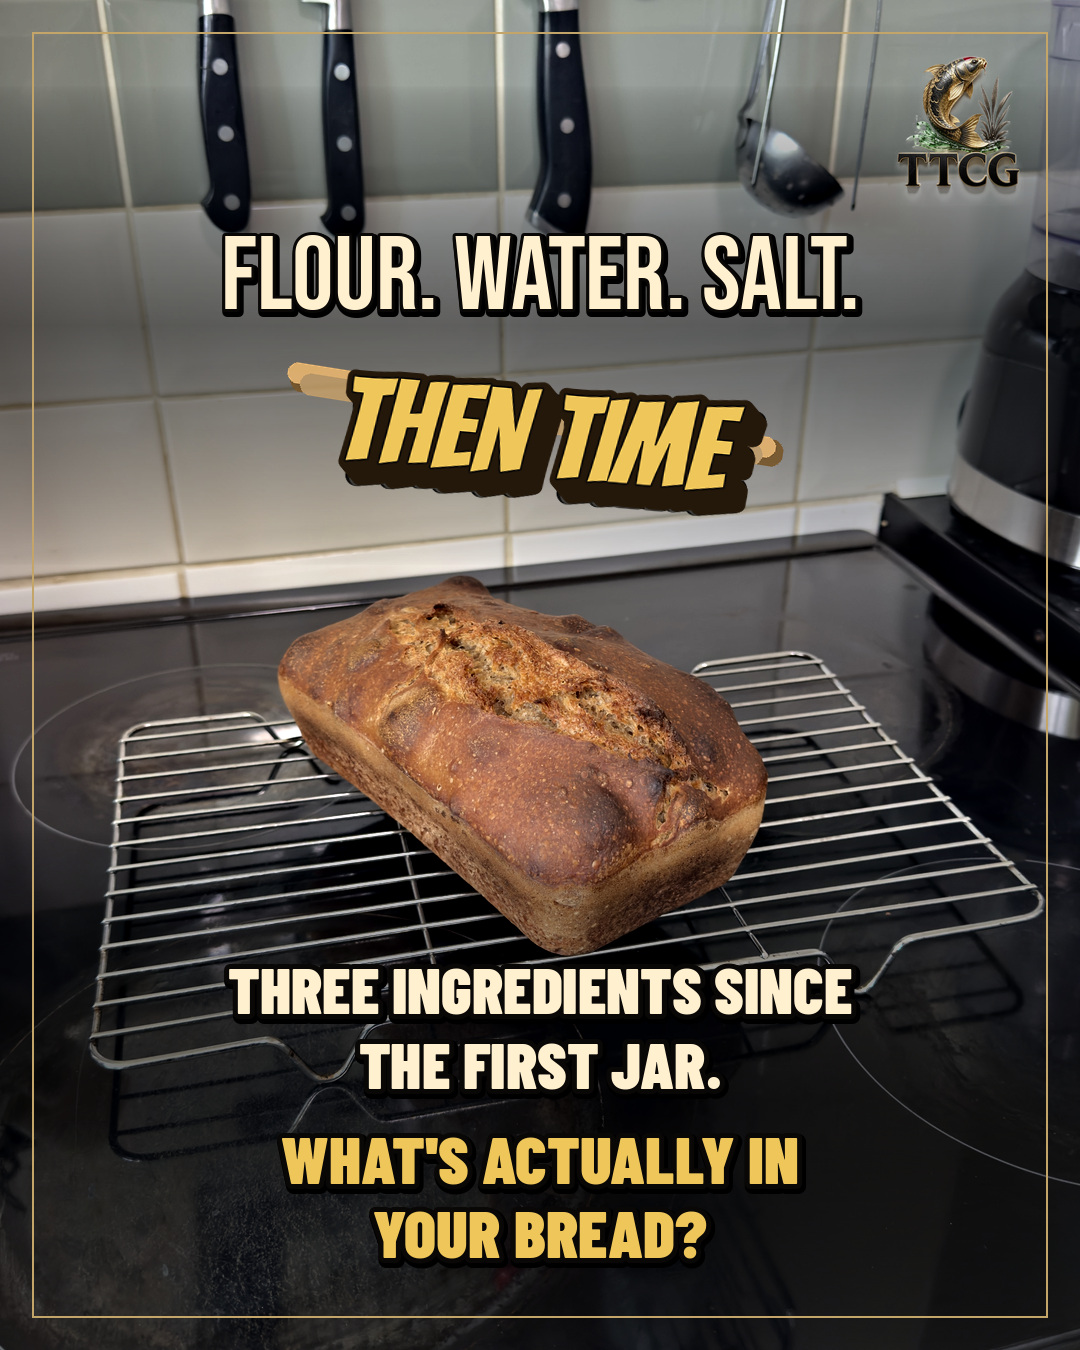 TTCG
FLOUR. WATER. SALT.
THEN TIME
THREE INGREDIENTS SINCE
THE FIRST JAR.
WHAT'S ACTUALLY IN
YOUR BREAD?